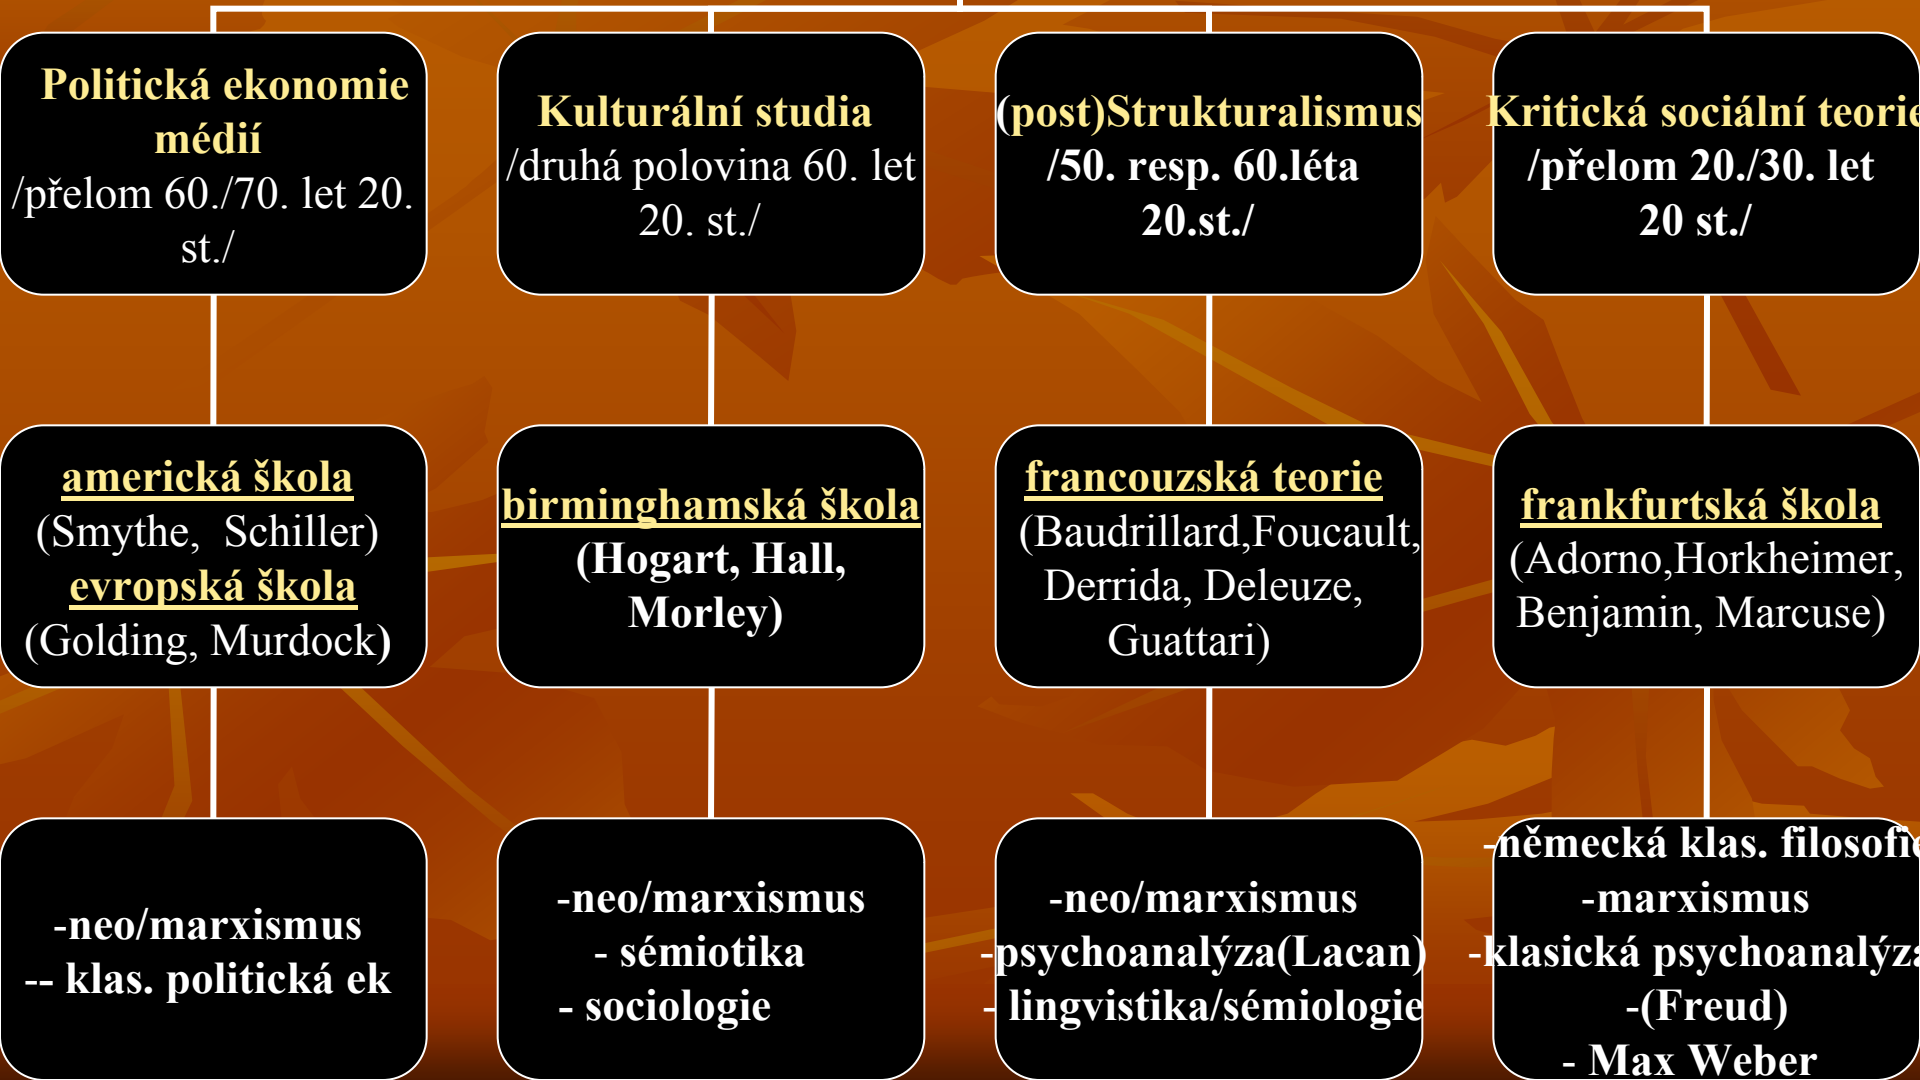 Politická ekonomie
médií
/přelom 60./70. let 20.
st./
Kulturální studia
/druhá polovina 60. let
20. st./
(post)Strukturalismus
/50. resp. 60.léta
20.st./
Kritická sociální teorie
/přelom 20./30. let
20 st./
americká škola
(Smythe, Schiller)
evropská škola
(Golding, Murdock)
birminghamská škola
(Hogart, Hall,
Morley)
francouzská teorie
(Baudrillard,Foucault,
Derrida, Deleuze,
Guattari)
frankfurtská škola
(Adorno,Horkheimer,
Benjamin, Marcuse)
-neo/marxismus
-- klas. politická ek
-neo/marxismus
- sémiotika
- sociologie
-neo/marxismus
-psychoanalýza(Lacan)
- lingvistika/sémiologie
-německá klas. filosofie
-marxismus
-klasická psychoanalýza
-(Freud)
- Max Weber